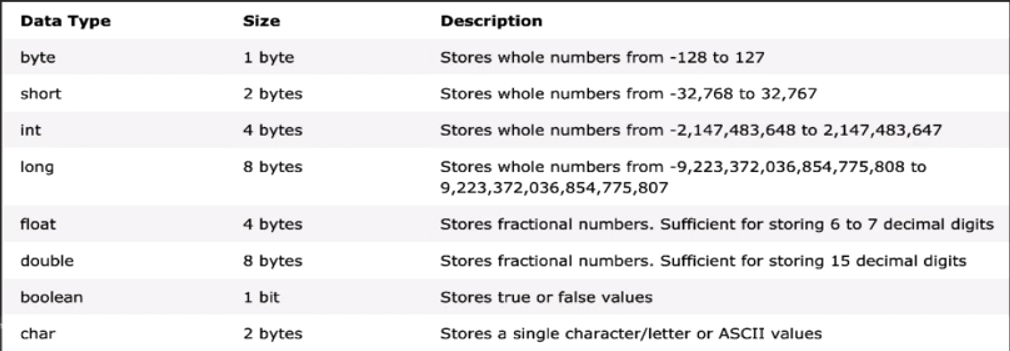 Data Type Size Description
byte 1 byte Stores whole numbers from -128 to 127
short 2 bytes Stores whole numbers from -32,768 to 32,767
int 4 bytes Stores whole numbers from -2,147,483,648 to 2,147,483,647
long 8 bytes Stores whole numbers from -9,223,372,036,854,775,808 to
9,223,372,036,854,775,807
float 4 bytes Stores fractional numbers. Sufficient for storing 6 to 7 decimal digits
double 8 bytes Stores fractional numbers. Sufficient for storing 15 decimal digits
boolean 1 bit Stores true or false values
char 2 bytes Stores a single character/letter or ASCII values